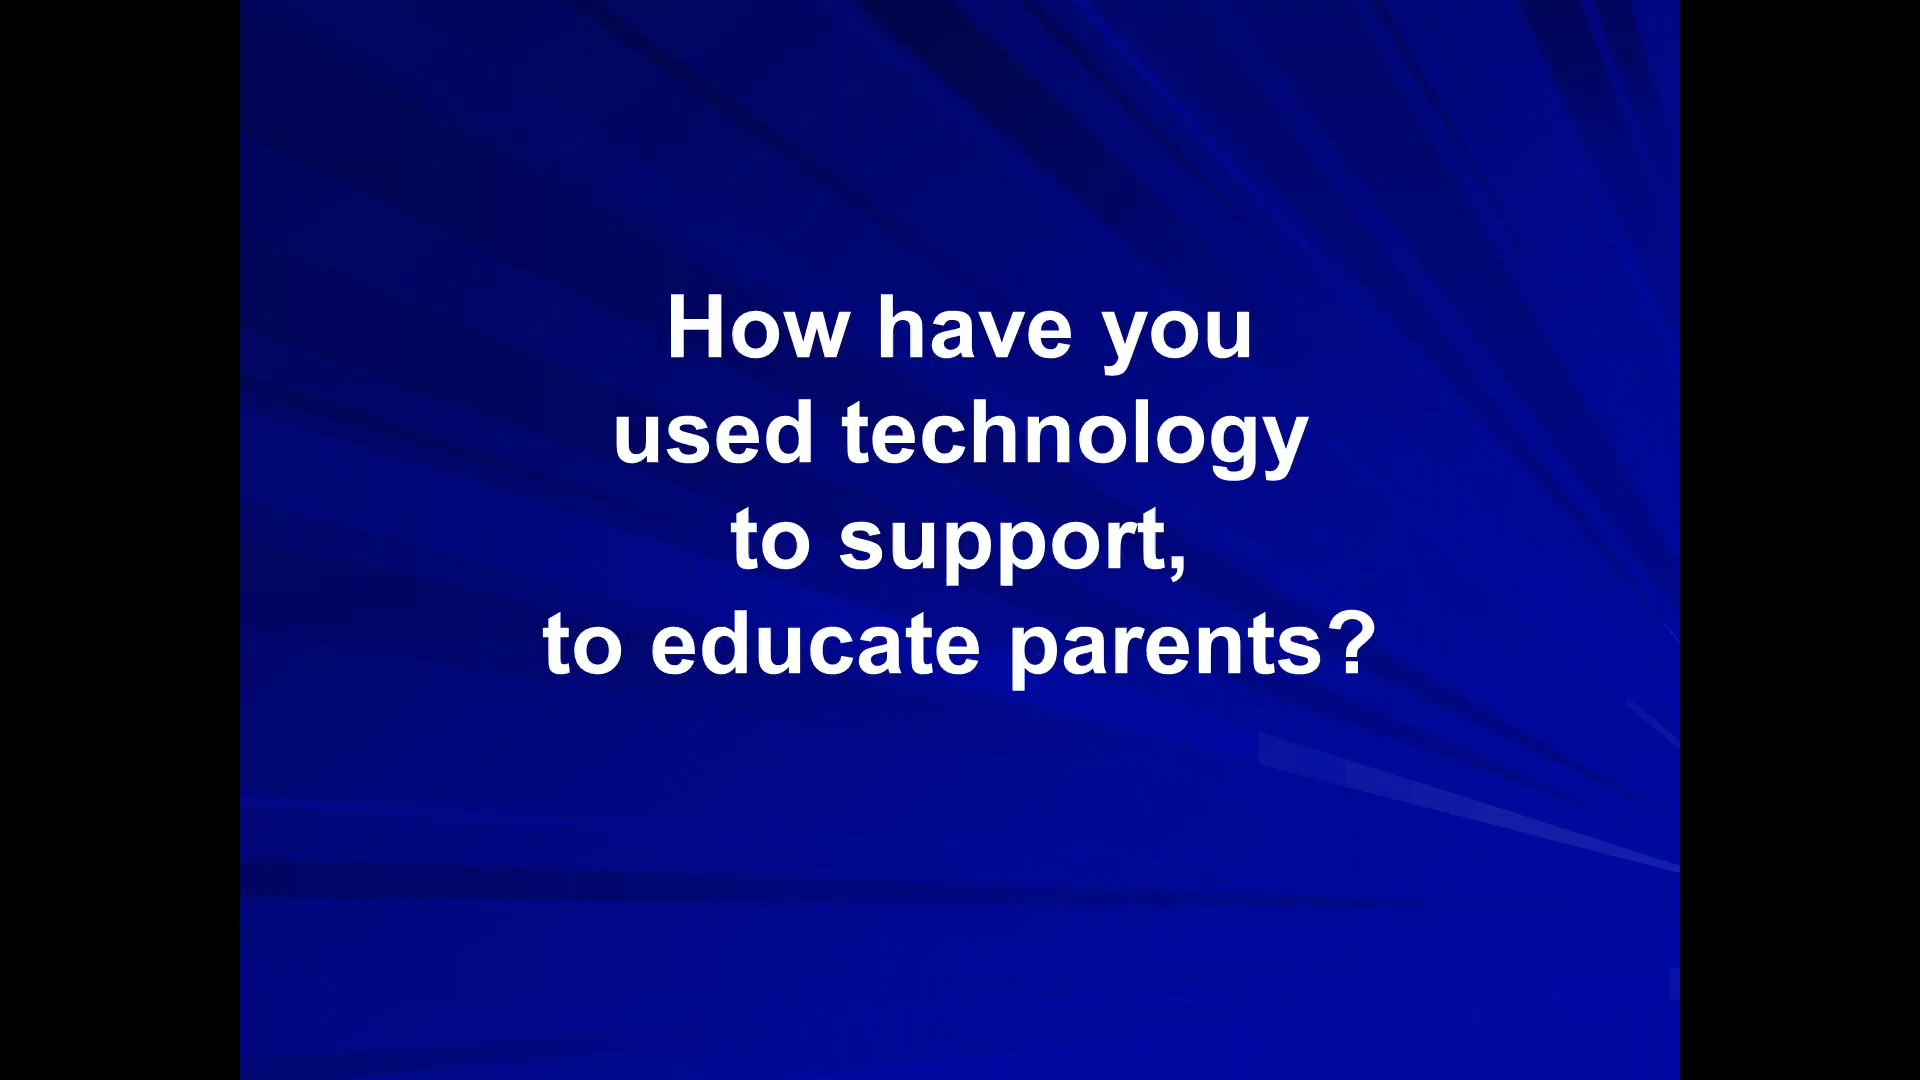 How have you
used technology
to support,
to educate parents?